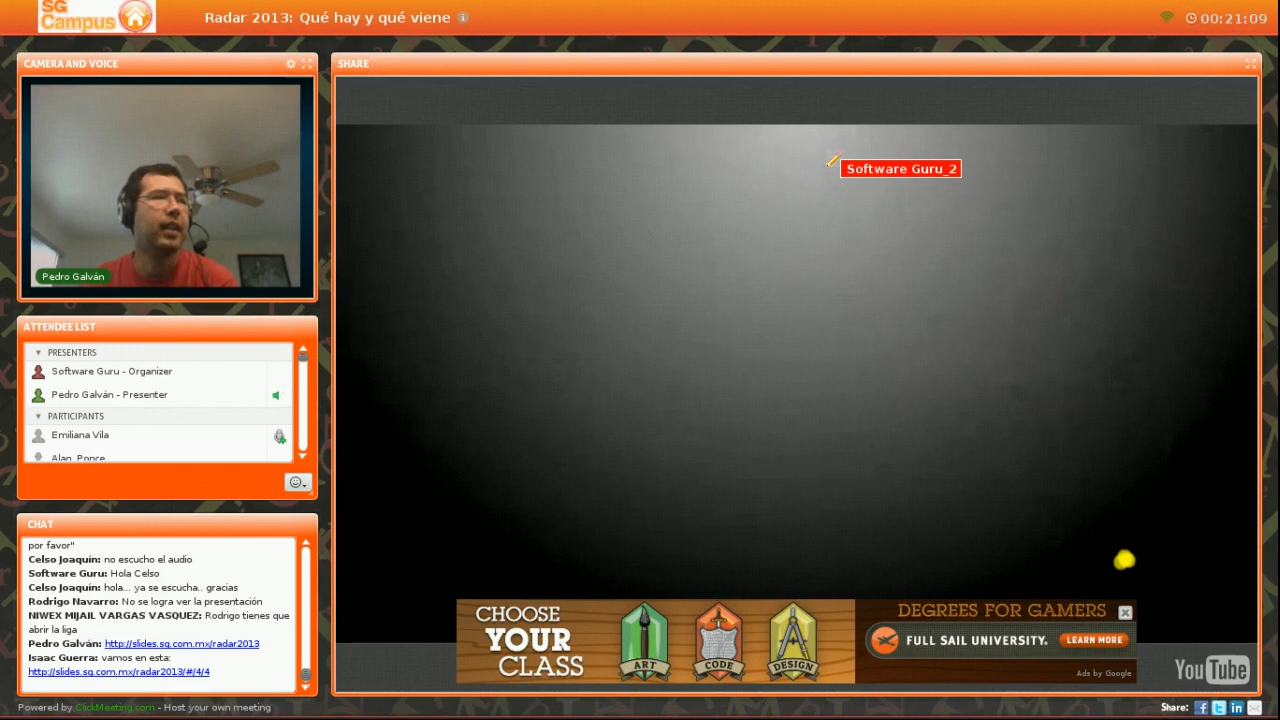 SG
Campus
Radar 2013: Qué hay y qué viene
00:21:09
CAMERA AND VOICE
Pedro Galván
ATTENDEE LIST
PRESENTERS
Software Guru - Organizer
Pedro Galván - Presenter
PARTICIPANTS
Emiliana Vila
Alan Ponce
CHAT
por favor"
Celso Joaquín: no escucho el audio
Software Guru: Hola Celso
Celso Joaquín: hola... ya se escucha.. gracias
Rodrigo Navarro: No se logra ver la presentación
NIWEX MIJAIL VARGAS VASQUEZ: Rodrigo tienes que
abrir la liga
Pedro Galván: http://slides.sg.com.mx/radar2013
Isaac Guerra: vamos en esta:
http://slides.sg.com.mx/radar2013/#/4/4
SHARE
Software Guru_2
CHOOSE
YOUR
CLASS
ART
CODE
DESIGN
DEGREES FOR GAMERS
FULL SAIL UNIVERSITY.
LEARN MORE
Ads by Google
YouTube
Powered by ClickMeeting.com - Host your own meeting
Share: